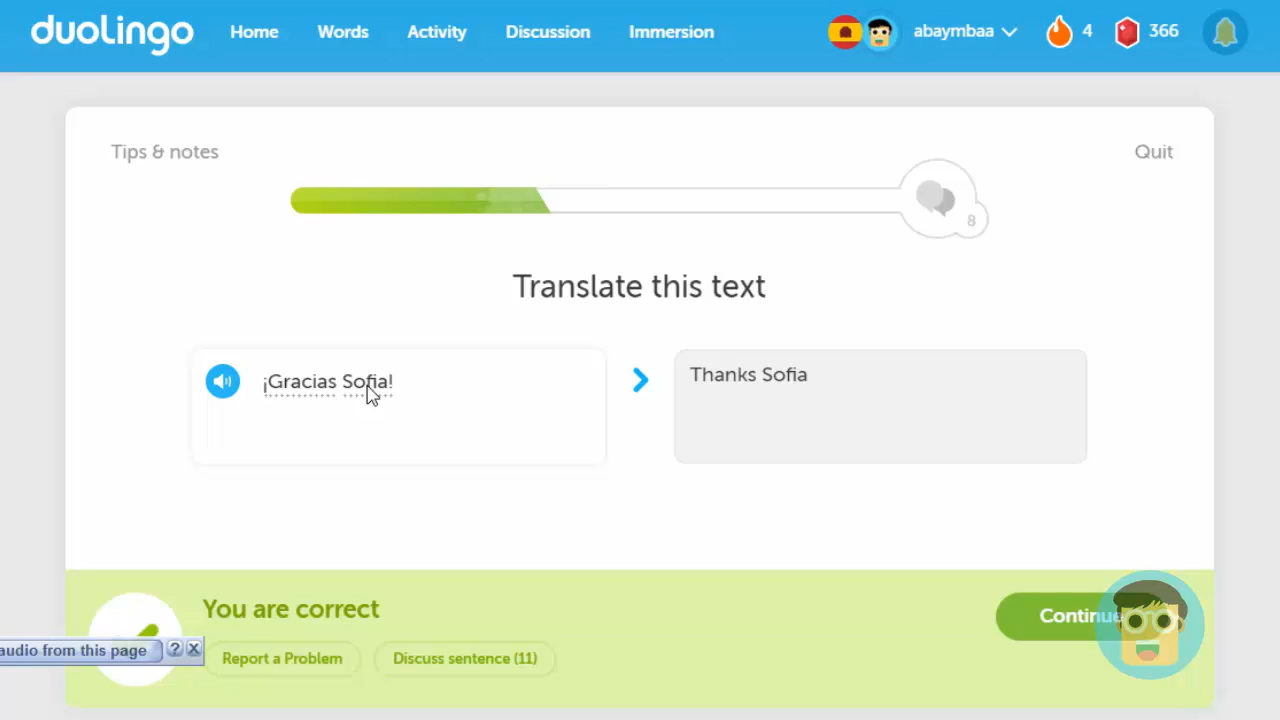 duolingo Home Words Activity Discussion Immersion abaymbaa 4 366
Tips & notes Quit
8
Translate this text
¡Gracias Sofia! Thanks Sofia
You are correct
Continue
audio from this page ? X
Report a Problem Discuss sentence (11)